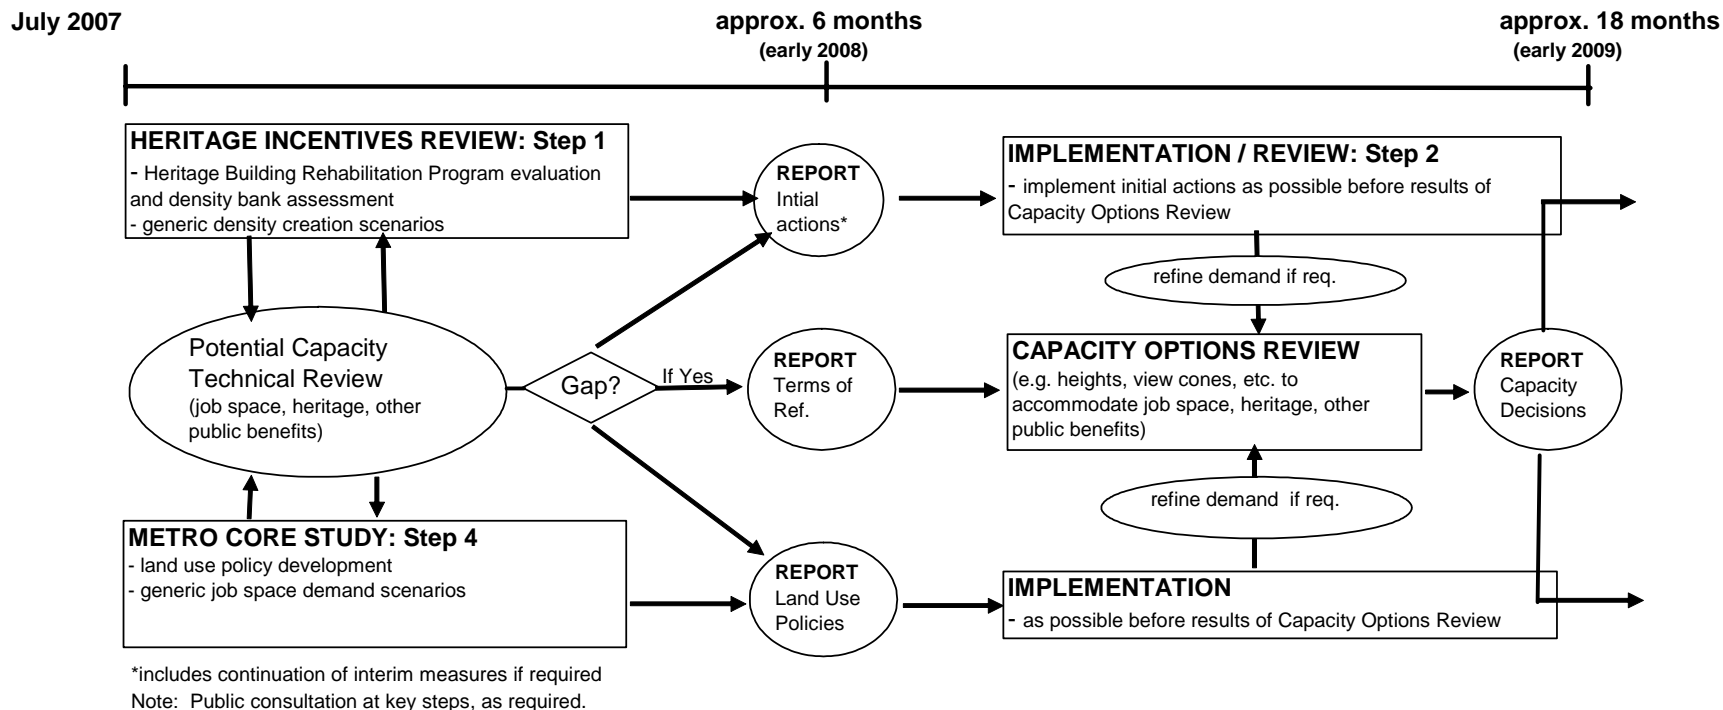 July 2007
approx. 6 months
(early 2008)
approx. 18 months
(early 2009)
HERITAGE INCENTIVES REVIEW: Step 1
- Heritage Building Rehabilitation Program evaluation
and density bank assessment
- generic density creation scenarios
REPORT
Intial
actions*
IMPLEMENTATION / REVIEW: Step 2
- implement initial actions as possible before results of
Capacity Options Review
refine demand if req.
Potential Capacity
Technical Review
(job space, heritage, other
public benefits)
Gap?
If Yes
REPORT
Terms of
Ref.
CAPACITY OPTIONS REVIEW
(e.g. heights, view cones, etc. to
accommodate job space, heritage, other
public benefits)
REPORT
Capacity
Decisions
refine demand if req.
METRO CORE STUDY: Step 4
- land use policy development
- generic job space demand scenarios
REPORT
Land Use
Policies
IMPLEMENTATION
- as possible before results of Capacity Options Review
*includes continuation of interim measures if required
Note: Public consultation at key steps, as required.